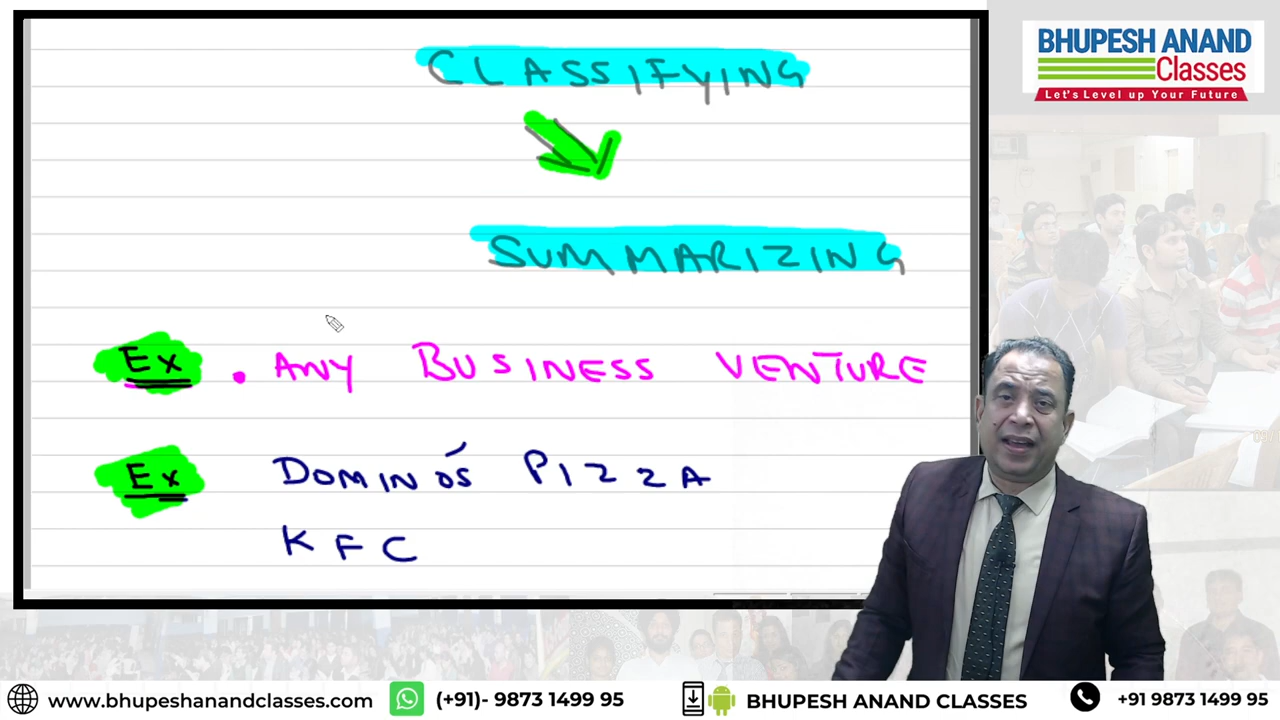 BHUPESH ANAND
Classes
Let's Level up Your Future
CLASSIFYING
SUMMARIZING
Ex . ANY BUSINESS VENTURE
Ex DOMINO'S PIZZA
KFC
www.bhupeshanandclasses.com (+91)- 9873 1499 95 BHUPESH ANAND CLASSES +91 9873 1499 95